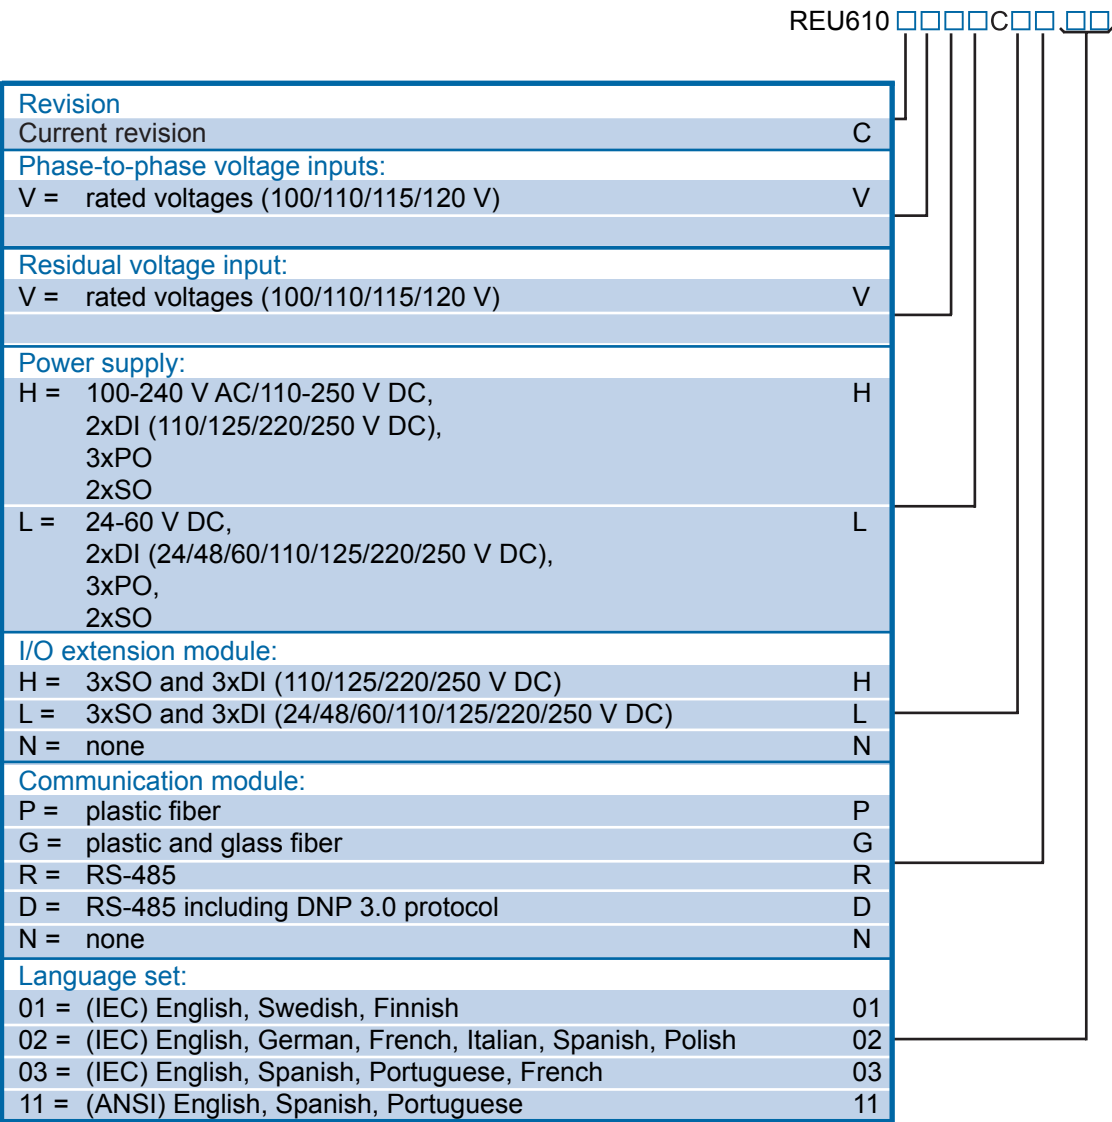 REU610 □□□□C□□ □□
Revision
Current revision C
Phase-to-phase voltage inputs:
V = rated voltages (100/110/115/120 V) V
Residual voltage input:
V = rated voltages (100/110/115/120 V) V
Power supply:
H = 100-240 V AC/110-250 V DC, H
2xDI (110/125/220/250 V DC),
3xPO
2xSO
L = 24-60 V DC, L
2xDI (24/48/60/110/125/220/250 V DC),
3xPO,
2xSO
I/O extension module:
H = 3xSO and 3xDI (110/125/220/250 V DC) H
L = 3xSO and 3xDI (24/48/60/110/125/220/250 V DC) L
N = none N
Communication module:
P = plastic fiber P
G = plastic and glass fiber G
R = RS-485 R
D = RS-485 including DNP 3.0 protocol D
N = none N
Language set:
01 = (IEC) English, Swedish, Finnish 01
02 = (IEC) English, German, French, Italian, Spanish, Polish 02
03 = (IEC) English, Spanish, Portuguese, French 03
11 = (ANSI) English, Spanish, Portuguese 11